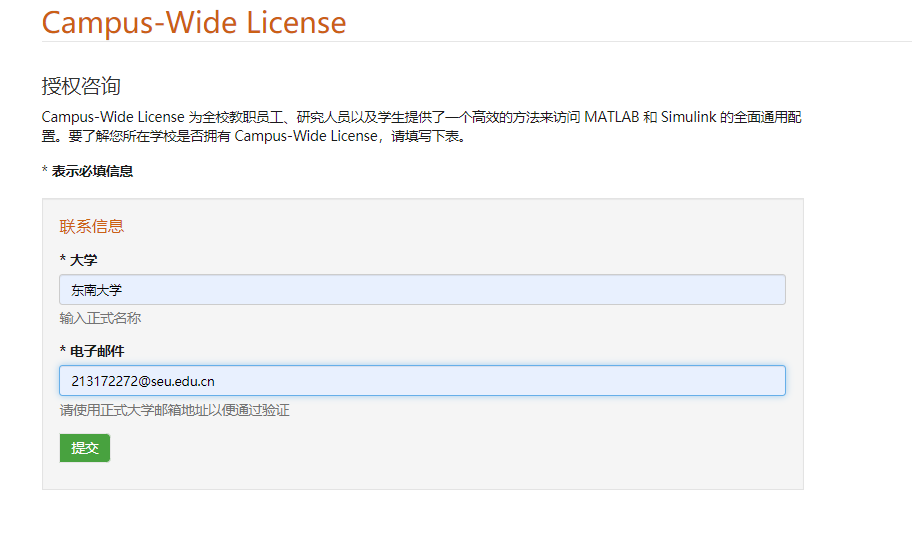 Campus-Wide License
授权咨询
Campus-Wide License 为全校教职员工、研究人员以及学生提供了一个高效的方法来访问 MATLAB 和 Simulink 的全面通用配
置。要了解您所在学校是否拥有 Campus-Wide License，请填写下表。
* 表示必填信息
联系信息
* 大学
东南大学
输入正式名称
* 电子邮件
213172272@seu.edu.cn
请使用正式大学邮箱地址以便通过验证
提交